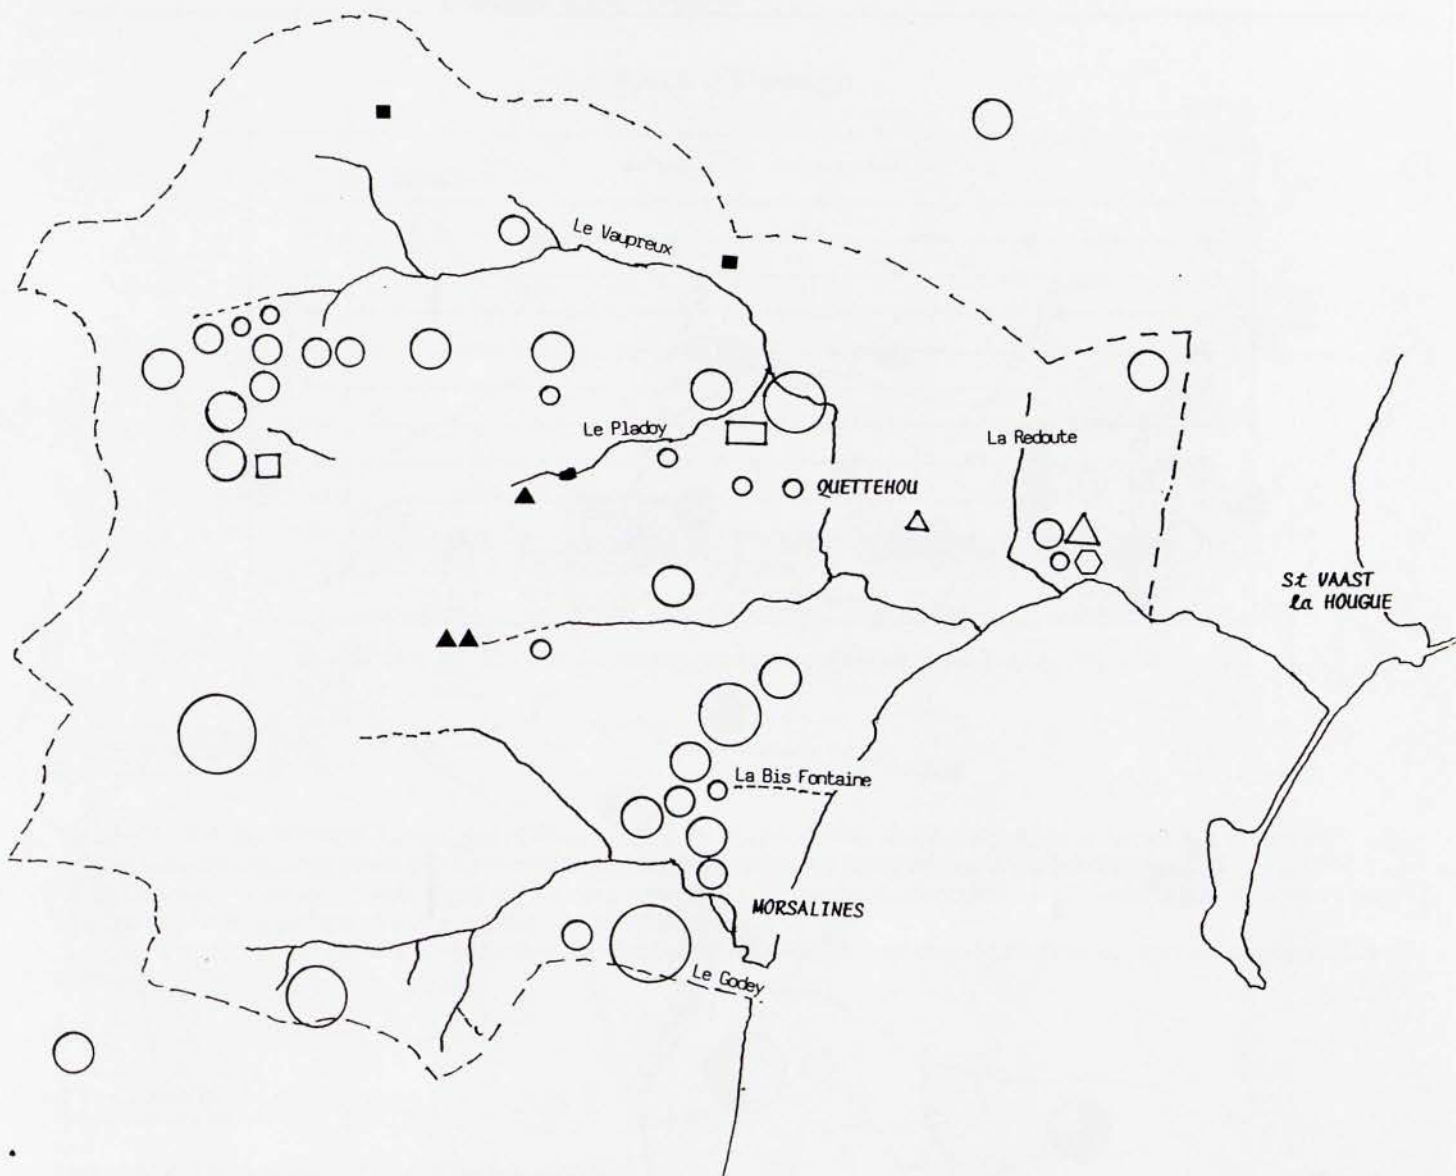 Le Vaupreux
Le Pladoy
La Redoute
QUETTEHOU
St VAAST
la HOUGUE
La Bis Fontaine
MORSALINES
Le Godey